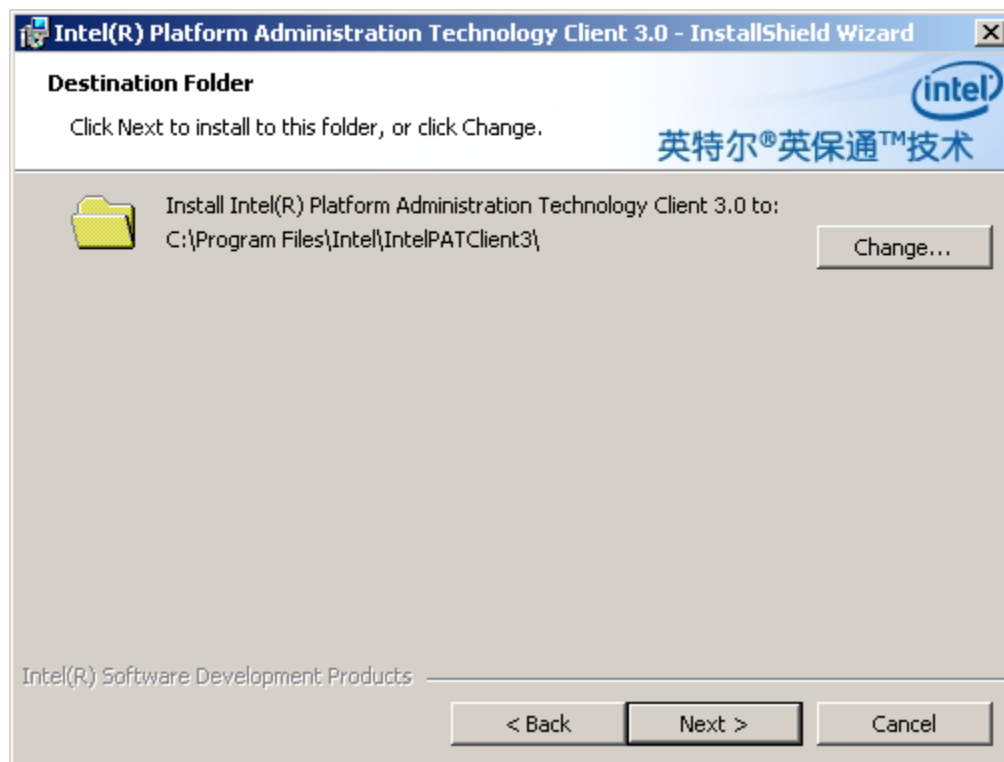 Intel(R) Platform Administration Technology Client 3.0 - InstallShield Wizard
Destination Folder
Click Next to install to this folder, or click Change.
intel
英特尔®英保通™技术
Install Intel(R) Platform Administration Technology Client 3.0 to:
C:\Program Files\Intel\IntelPATClient3\
Change...
Intel(R) Software Development Products
< Back
Next >
Cancel